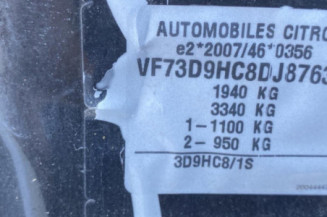 AUTOMOBILES CITRO
e2*2007/46*0356
VF73D9HC8DJ8763
1940 KG
3340 KG
1-1100 KG
2- 950 KG
3D9HC8/1S